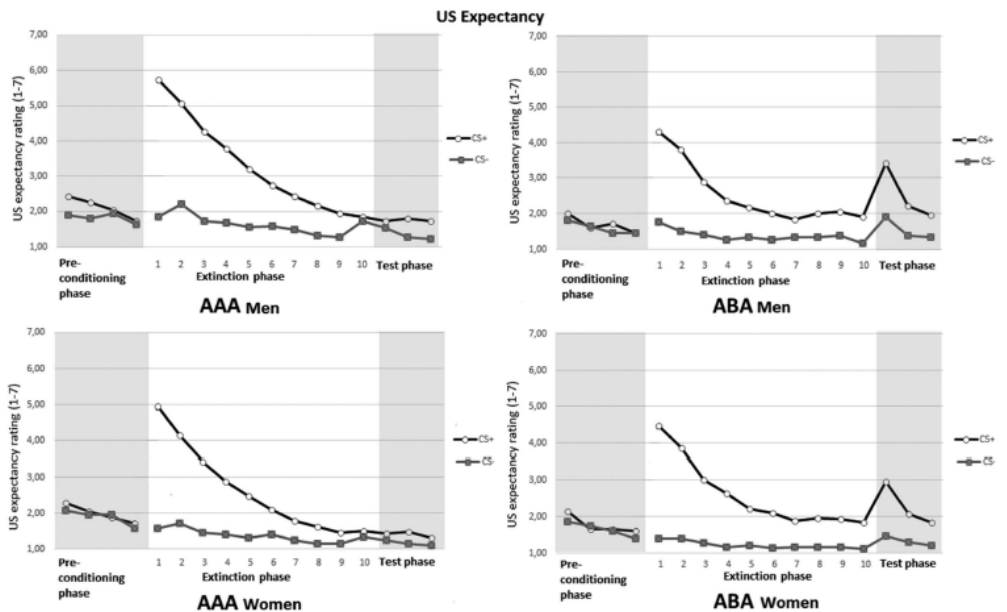 US Expectancy
US expectancy rating (1-7)
7,00
6,00
5,00
4,00
3,00
2,00
1,00
CS+
CS-
Pre-
conditioning
phase
1 2 3 4 5 6 7 8 9 10
Extinction phase
Test phase
AAA Men
US expectancy rating (1-7)
7,00
6,00
5,00
4,00
3,00
2,00
1,00
CS+
CS-
Pre-
conditioning
phase
1 2 3 4 5 6 7 8 9 10
Extinction phase
Test phase
ABA Men
US expectancy rating (1-7)
7,00
6,00
5,00
4,00
3,00
2,00
1,00
CS+
CS-
Pre-
conditioning
phase
1 2 3 4 5 6 7 8 9 10
Extinction phase
Test phase
AAA Women
US expectancy rating (1-7)
7,00
6,00
5,00
4,00
3,00
2,00
1,00
CS+
CS-
Pre-
conditioning
phase
1 2 3 4 5 6 7 8 9 10
Extinction phase
Test phase
ABA Women